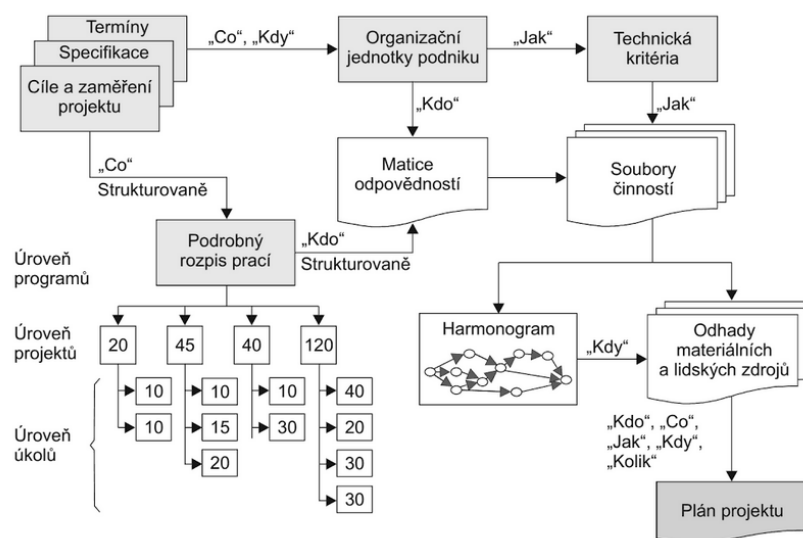 Termíny
Specifikace
Cíle a zaměření
projektu
„Co“, „Kdy“
Organizační
jednotky podniku
„Jak“
Technická
kritéria
„Kdo“
„Jak“
„Co“
Strukturovaně
Matice
odpovědností
Soubory
činností
Podrobný
rozpis prací
„Kdo“
Strukturovaně
Úroveň
programů
Úroveň
projektů
20
45
40
120
Harmonogram
„Kdy“
Odhady
materiálních
a lidských zdrojů
Úroveň
úkolů
10
10
10
40
10
15
30
20
20
30
30
„Kdo“, „Co“,
„Jak“, „Kdy“,
„Kolik“
Plán projektu